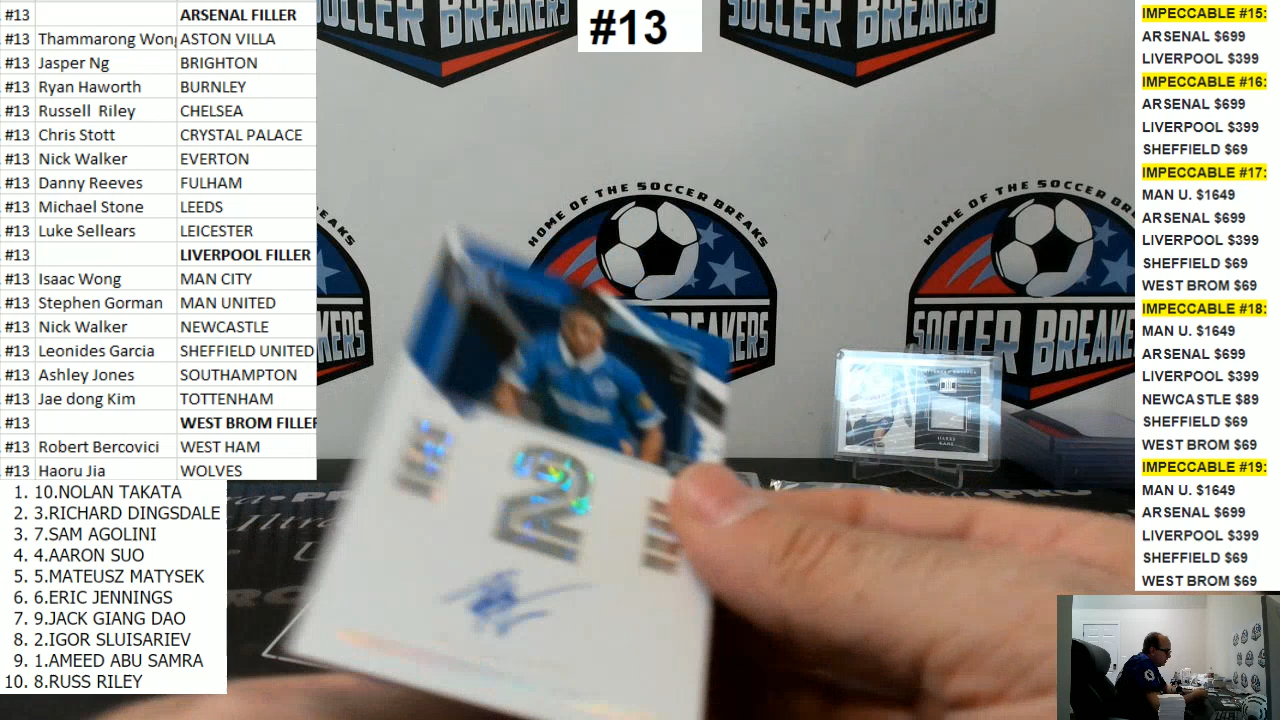 #13 ARSENAL FILLER
#13 Thammarong Wong ASTON VILLA
#13 Jasper Ng BRIGHTON
#13 Ryan Haworth BURNLEY
#13 Russell Riley CHELSEA
#13 Chris Stott CRYSTAL PALACE
#13 Nick Walker EVERTON
#13 Danny Reeves FULHAM
#13 Michael Stone LEEDS
#13 Luke Sellears LEICESTER
#13 LIVERPOOL FILLER
#13 Isaac Wong MAN CITY
#13 Stephen Gorman MAN UNITED
#13 Nick Walker NEWCASTLE
#13 Leonides Garcia SHEFFIELD UNITED
#13 Ashley Jones SOUTHAMPTON
#13 Jae dong Kim TOTTENHAM
#13 WEST BROM FILLER
#13 Robert Bercovici WEST HAM
#13 Haoru Jia WOLVES
1. 10.NOLAN TAKATA
2. 3.RICHARD DINGSDALE
3. 7.SAM AGOLINI
4. 4.AARON SUO
5. 5.MATEUSZ MATYSEK
6. 6.ERIC JENNINGS
7. 9.JACK GIANG DAO
8. 2.IGOR SLUISARIEV
9. 1.AMEED ABU SAMRA
10. 8.RUSS RILEY
#13
SOCCER BREAKERS
SOCCER BREAKERS
HOME OF THE SOCCER BREAKS
HOME OF THE SOCCER BREAKS
SOCCER BREAKE
KERS
KERS
HARRY
KANE
IMPECCABLE #15:
ARSENAL $699
LIVERPOOL $399
IMPECCABLE #16:
ARSENAL $699
LIVERPOOL $399
SHEFFIELD $69
IMPECCABLE #17:
MAN U. $1649
ARSENAL $699
LIVERPOOL $399
SHEFFIELD $69
WEST BROM $69
IMPECCABLE #18:
MAN U. $1649
ARSENAL $699
LIVERPOOL $399
NEWCASTLE $89
SHEFFIELD $69
WEST BROM $69
IMPECCABLE #19:
MAN U. $1649
ARSENAL $699
LIVERPOOL $399
SHEFFIELD $69
WEST BROM $69